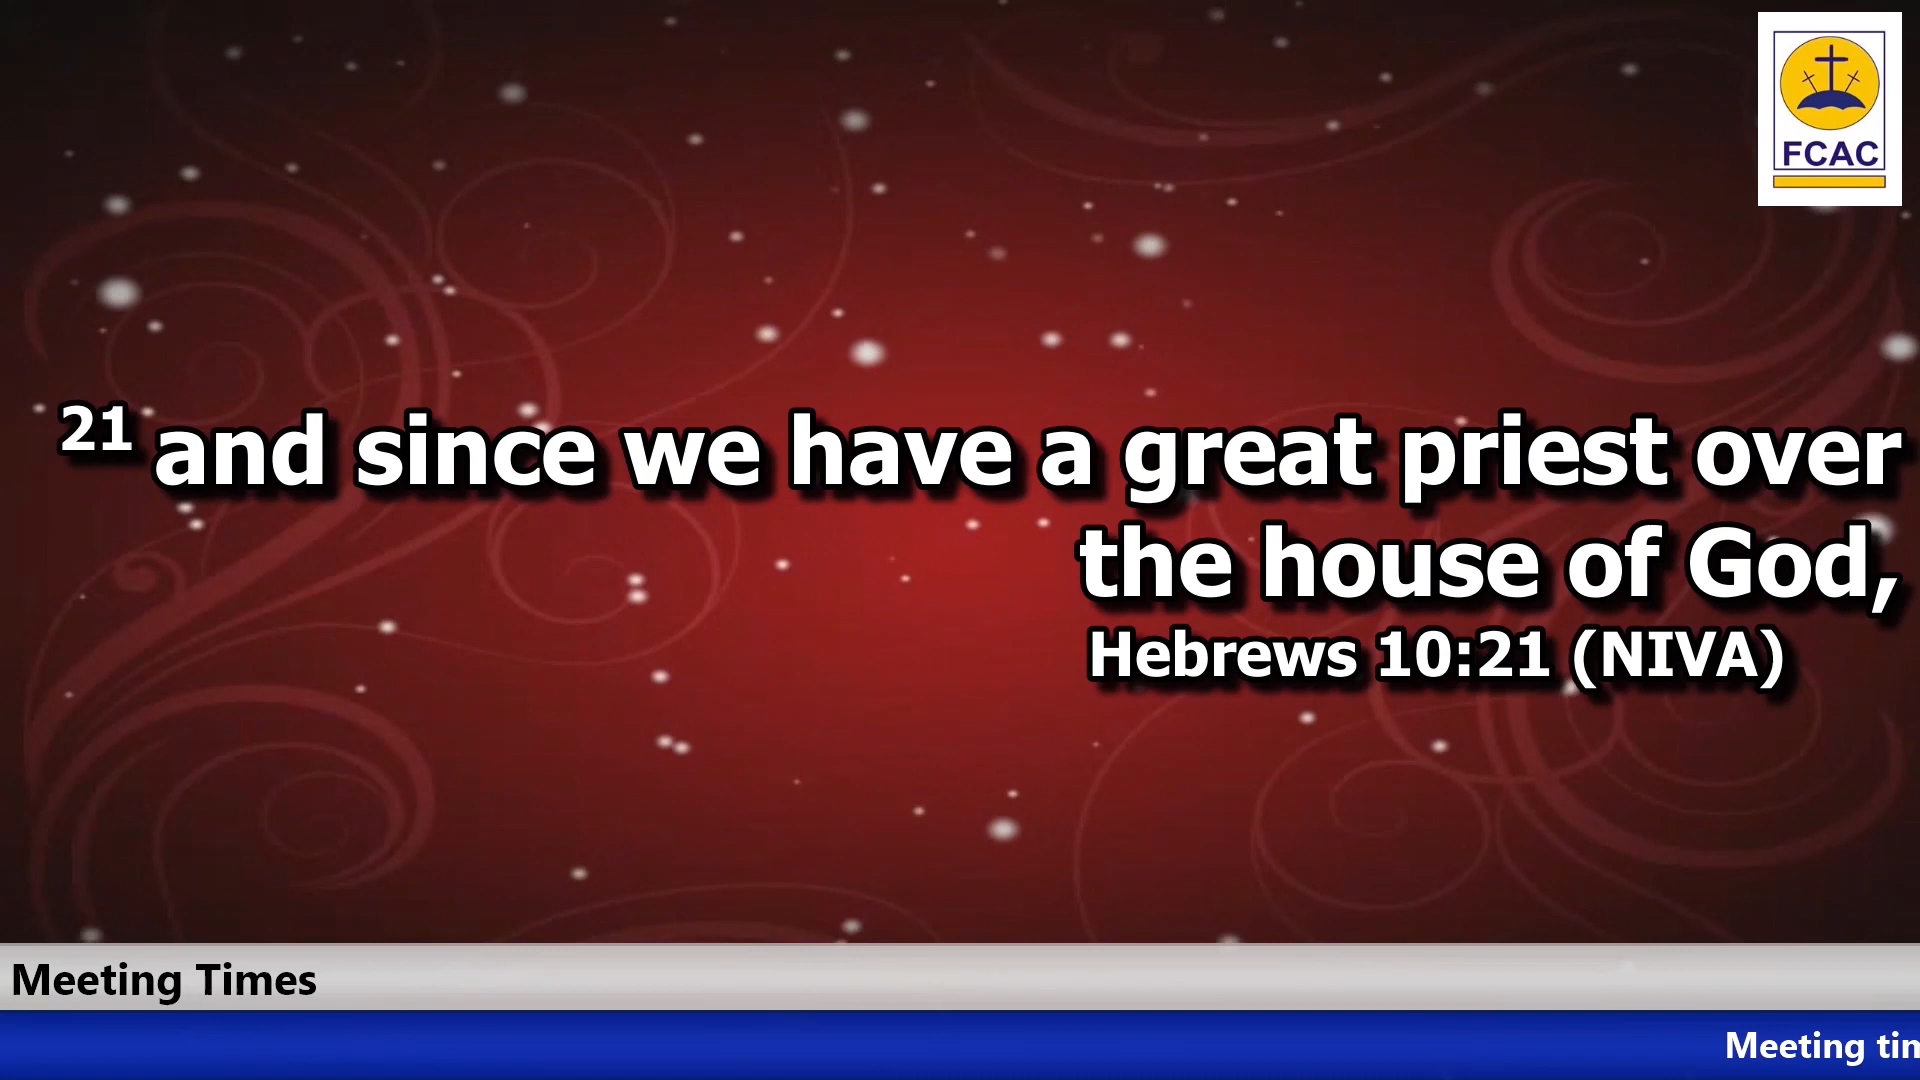 FCAC
21 and since we have a great priest over
the house of God,
Hebrews 10:21 (NIVA)
Meeting Times
Meeting